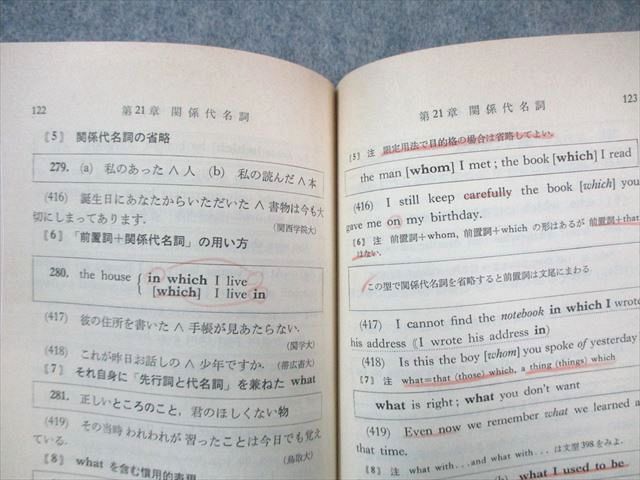 122
第21章 関係代名詞
〚5〛 関係代名詞の省略
279. (a) 私のあった ∧ 人 (b) 私の読んだ ∧ 本
(416) 誕生日にあなたからいただいた ∧ 書物は今も大
切にしまってあります. (関西学院大)
〚6〛 「前置詞＋関係代名詞」の用い方
280. the house { in which I live
[which] I live in
(417) 彼の住所を書いた ∧ 手帳が見あたらない.
(関学大)
(418) これが昨日お話しの ∧ 少年ですか. (帯広畜大)
〚7〛 それ自身に「先行詞と代名詞」を兼ねた what
281. 正しいところのこと, 君のほしくない物
(419) その当時 われわれが 習ったことは今日でも覚え
ている. (鳥取大)
〚8〛 what を含む慣用的表現
第21章 関係代名詞
123
〚5〛 注 限定用法で目的格の場合は省略してよい.
the man [whom] I met ; the book [which] I read
(416) I still keep carefully the book [which] you
gave me on my birthday.
〚6〛 注 前置詞+whom, 前置詞+which の形はあるが 前置詞+that
はない.
この型で関係代名詞を省略すると前置詞は文尾にまわる
(417) I cannot find the notebook in which I wrote
his address (I wrote his address in)
(418) Is this the boy [whom] you spoke of yesterday
〚7〛 注 what=that (those) which, a thing (things) which
what is right ; what you don't want
(419) Even now we remember what we learned a
that time.
〚8〛 注 what with...and what with... は文型398をみよ.
(b) what I used to be